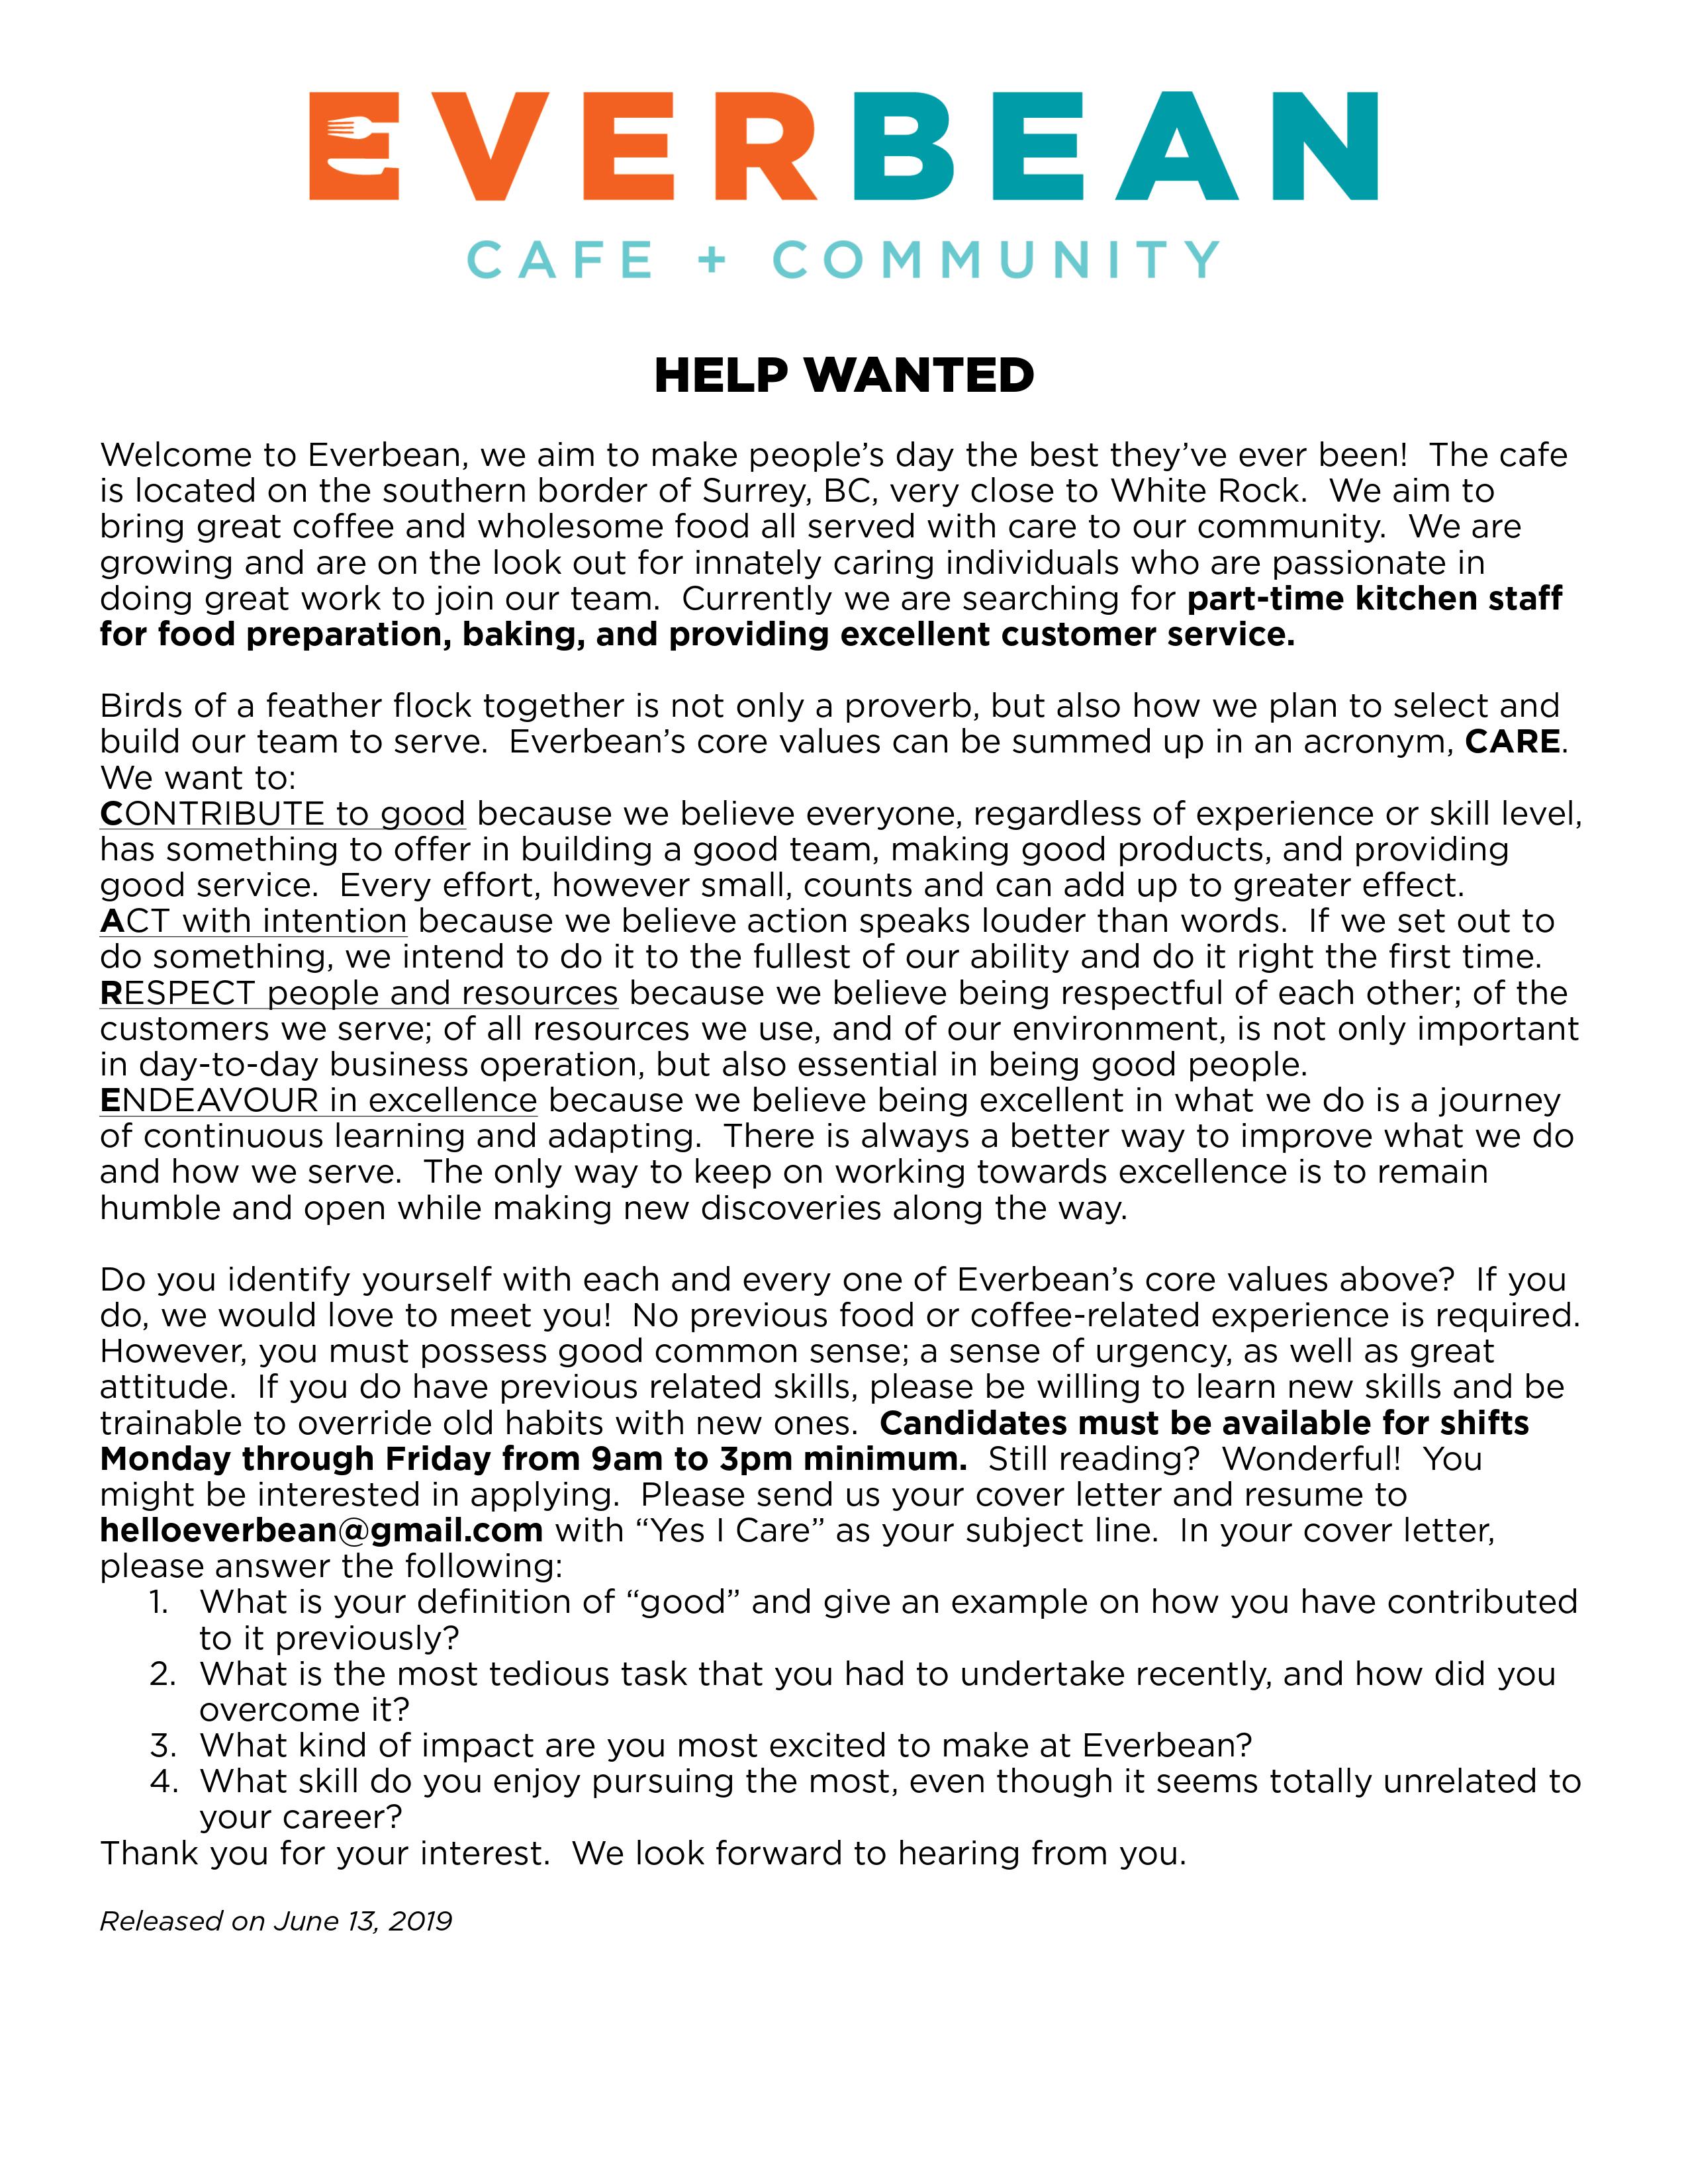 EVERBEAN
CAFE + COMMUNITY
HELP WANTED
Welcome to Everbean, we aim to make people’s day the best they’ve ever been!  The cafe
is located on the southern border of Surrey, BC, very close to White Rock.  We aim to
bring great coffee and wholesome food all served with care to our community.  We are
growing and are on the look out for innately caring individuals who are passionate in
doing great work to join our team.  Currently we are searching for part-time kitchen staff
for food preparation, baking, and providing excellent customer service.
Birds of a feather flock together is not only a proverb, but also how we plan to select and
build our team to serve.  Everbean’s core values can be summed up in an acronym, CARE.
We want to:
CONTRIBUTE to good because we believe everyone, regardless of experience or skill level,
has something to offer in building a good team, making good products, and providing
good service.  Every effort, however small, counts and can add up to greater effect.
ACT with intention because we believe action speaks louder than words.  If we set out to
do something, we intend to do it to the fullest of our ability and do it right the first time.
RESPECT people and resources because we believe being respectful of each other; of the
customers we serve; of all resources we use, and of our environment, is not only important
in day-to-day business operation, but also essential in being good people.
ENDEAVOUR in excellence because we believe being excellent in what we do is a journey
of continuous learning and adapting.  There is always a better way to improve what we do
and how we serve.  The only way to keep on working towards excellence is to remain
humble and open while making new discoveries along the way.
Do you identify yourself with each and every one of Everbean’s core values above?  If you
do, we would love to meet you!  No previous food or coffee-related experience is required.
However, you must possess good common sense; a sense of urgency, as well as great
attitude.  If you do have previous related skills, please be willing to learn new skills and be
trainable to override old habits with new ones.  Candidates must be available for shifts
Monday through Friday from 9am to 3pm minimum.  Still reading?  Wonderful!  You
might be interested in applying.  Please send us your cover letter and resume to
helloeverbean@gmail.com with “Yes I Care” as your subject line.  In your cover letter,
please answer the following:
1. What is your definition of “good” and give an example on how you have contributed
to it previously?
2. What is the most tedious task that you had to undertake recently, and how did you
overcome it?
3. What kind of impact are you most excited to make at Everbean?
4. What skill do you enjoy pursuing the most, even though it seems totally unrelated to
your career?
Thank you for your interest.  We look forward to hearing from you.
Released on June 13, 2019